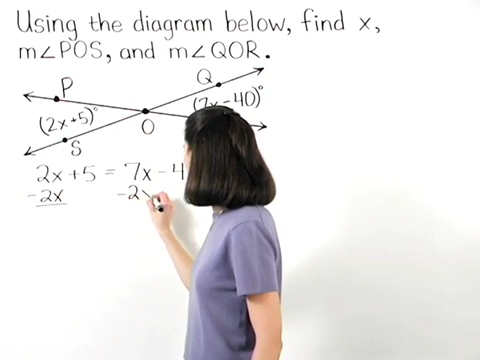 Using the diagram below, find x,
m∠POS, and m∠QOR.
P
Q
(2x+5)°
(7x-40)°
O
S
2x+5 = 7x-4
-2x -2x